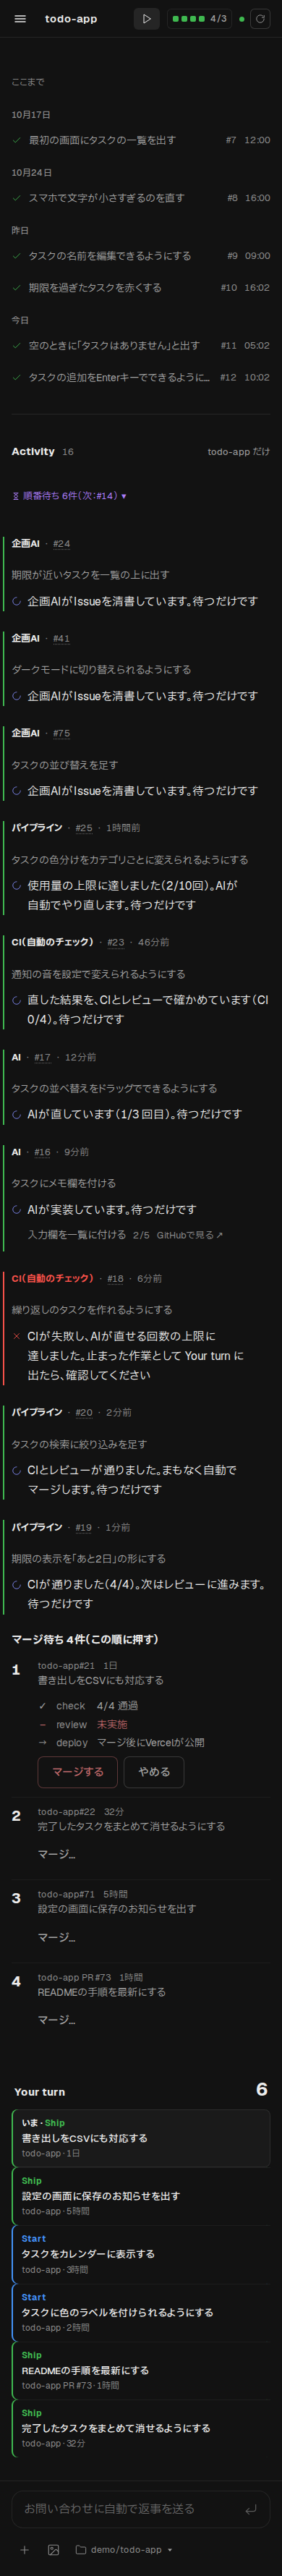 todo-app
4/3
ここまで
10月17日
最初の画面にタスクの一覧を出す #7 12:00
10月24日
スマホで文字が小さすぎるのを直す #8 16:00
昨日
タスクの名前を編集できるようにする #9 09:00
期限を過ぎたタスクを赤くする #10 16:02
今日
空のときに「タスクはありません」と出す #11 05:02
タスクの追加をEnterキーでできるように… #12 10:02
Activity 16 todo-app だけ
順番待ち 6件(次:#14) ▾
企画AI · #24
期限が近いタスクを一覧の上に出す
企画AIがIssueを清書しています。待つだけです
企画AI · #41
ダークモードに切り替えられるようにする
企画AIがIssueを清書しています。待つだけです
企画AI · #75
タスクの並び替えを足す
企画AIがIssueを清書しています。待つだけです
パイプライン · #25 · 1時間前
タスクの色分けをカテゴリごとに変えられるようにする
使用量の上限に達しました(2/10回)。AIが
自動でやり直します。待つだけです
CI(自動のチェック) · #23 · 46分前
通知の音を設定で変えられるようにする
直した結果を、CIとレビューで確かめています(CI
0/4)。待つだけです
AI · #17 · 12分前
タスクの並べ替えをドラッグでできるようにする
AIが直しています(1/3 回目)。待つだけです
AI · #16 · 9分前
タスクにメモ欄を付ける
AIが実装しています。待つだけです
入力欄を一覧に付ける 2/5 GitHubで見る↗
CI(自動のチェック) · #18 · 6分前
繰り返しのタスクを作れるようにする
CIが失敗し、AIが直せる回数の上限に
達しました。止まった作業として Your turn に
出たら、確認してください
パイプライン · #20 · 2分前
タスクの検索に絞り込みを足す
CIとレビューが通りました。まもなく自動で
マージします。待つだけです
パイプライン · #19 · 1分前
期限の表示を「あと2日」の形にする
CIが通りました(4/4)。次はレビューに進みます。
待つだけです
マージ待ち 4件(この順に押す)
1 todo-app#21 1日
書き出しをCSVにも対応する
✓ check 4/4 通過
– review 未実施
→ deploy マージ後にVercelが公開
マージする やめる
2 todo-app#22 32分
完了したタスクをまとめて消せるようにする
マージ…
3 todo-app#71 5時間
設定の画面に保存のお知らせを出す
マージ…
4 todo-app PR#73 1時間
READMEの手順を最新にする
マージ…
Your turn 6
いま · Ship
書き出しをCSVにも対応する
todo-app · 1日
Ship
設定の画面に保存のお知らせを出す
todo-app · 5時間
Start
タスクをカレンダーに表示する
todo-app · 3時間
Start
タスクに色のラベルを付けられるようにする
todo-app · 2時間
Ship
READMEの手順を最新にする
todo-app PR #73 · 1時間
Ship
完了したタスクをまとめて消せるようにする
todo-app · 32分
お問い合わせに自動で返事を送る
demo/todo-app ▾